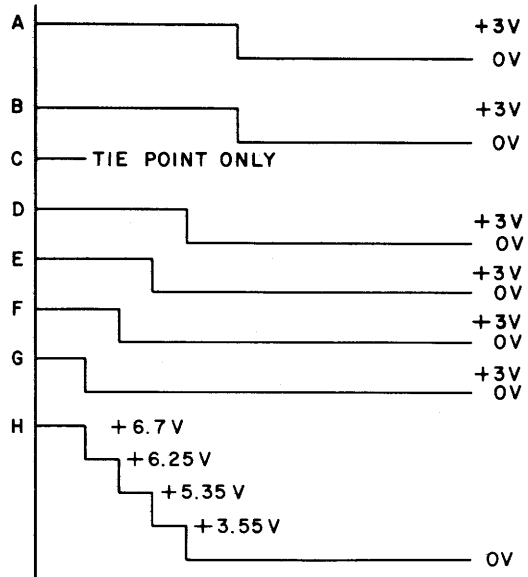 A +3V
0V
B +3V
0V
C TIE POINT ONLY
D +3V
0V
E +3V
0V
F +3V
0V
G +3V
0V
H +6.7V
+6.25V
+5.35V
+3.55V
0V